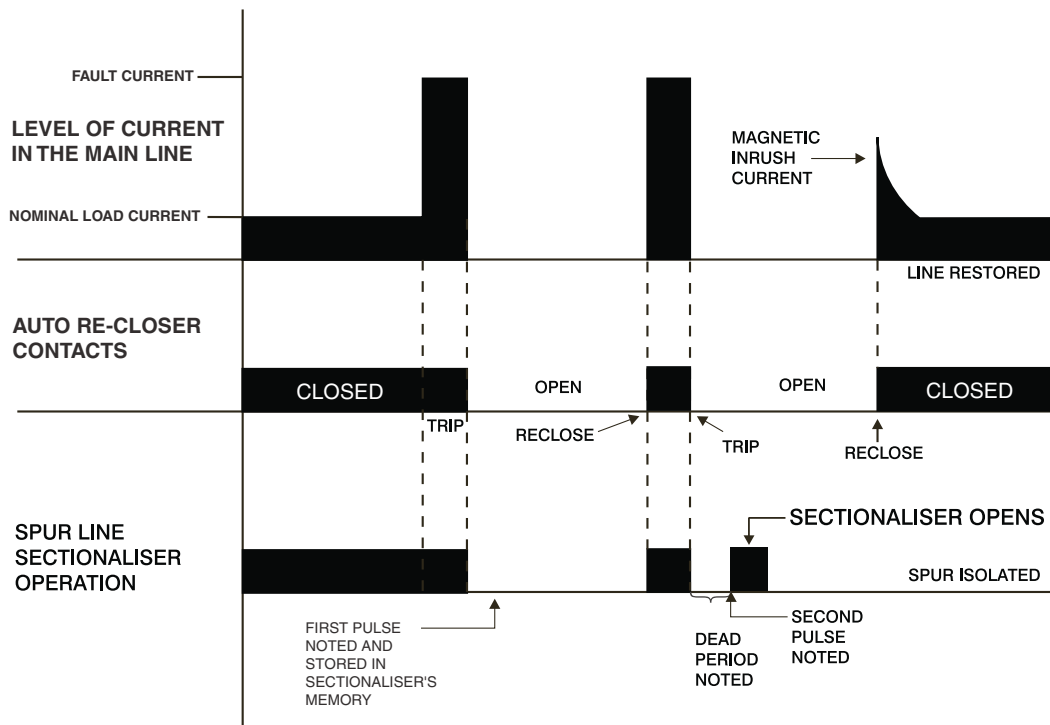 FAULT CURRENT
LEVEL OF CURRENT
IN THE MAIN LINE
MAGNETIC
INRUSH
CURRENT
NOMINAL LOAD CURRENT
LINE RESTORED
AUTO RE-CLOSER
CONTACTS
CLOSED
OPEN
OPEN
CLOSED
TRIP
RECLOSE
TRIP
RECLOSE
SPUR LINE
SECTIONALISER
OPERATION
SECTIONALISER OPENS
SPUR ISOLATED
FIRST PULSE
NOTED AND
STORED IN
SECTIONALISER'S
MEMORY
DEAD
PERIOD
NOTED
SECOND
PULSE
NOTED